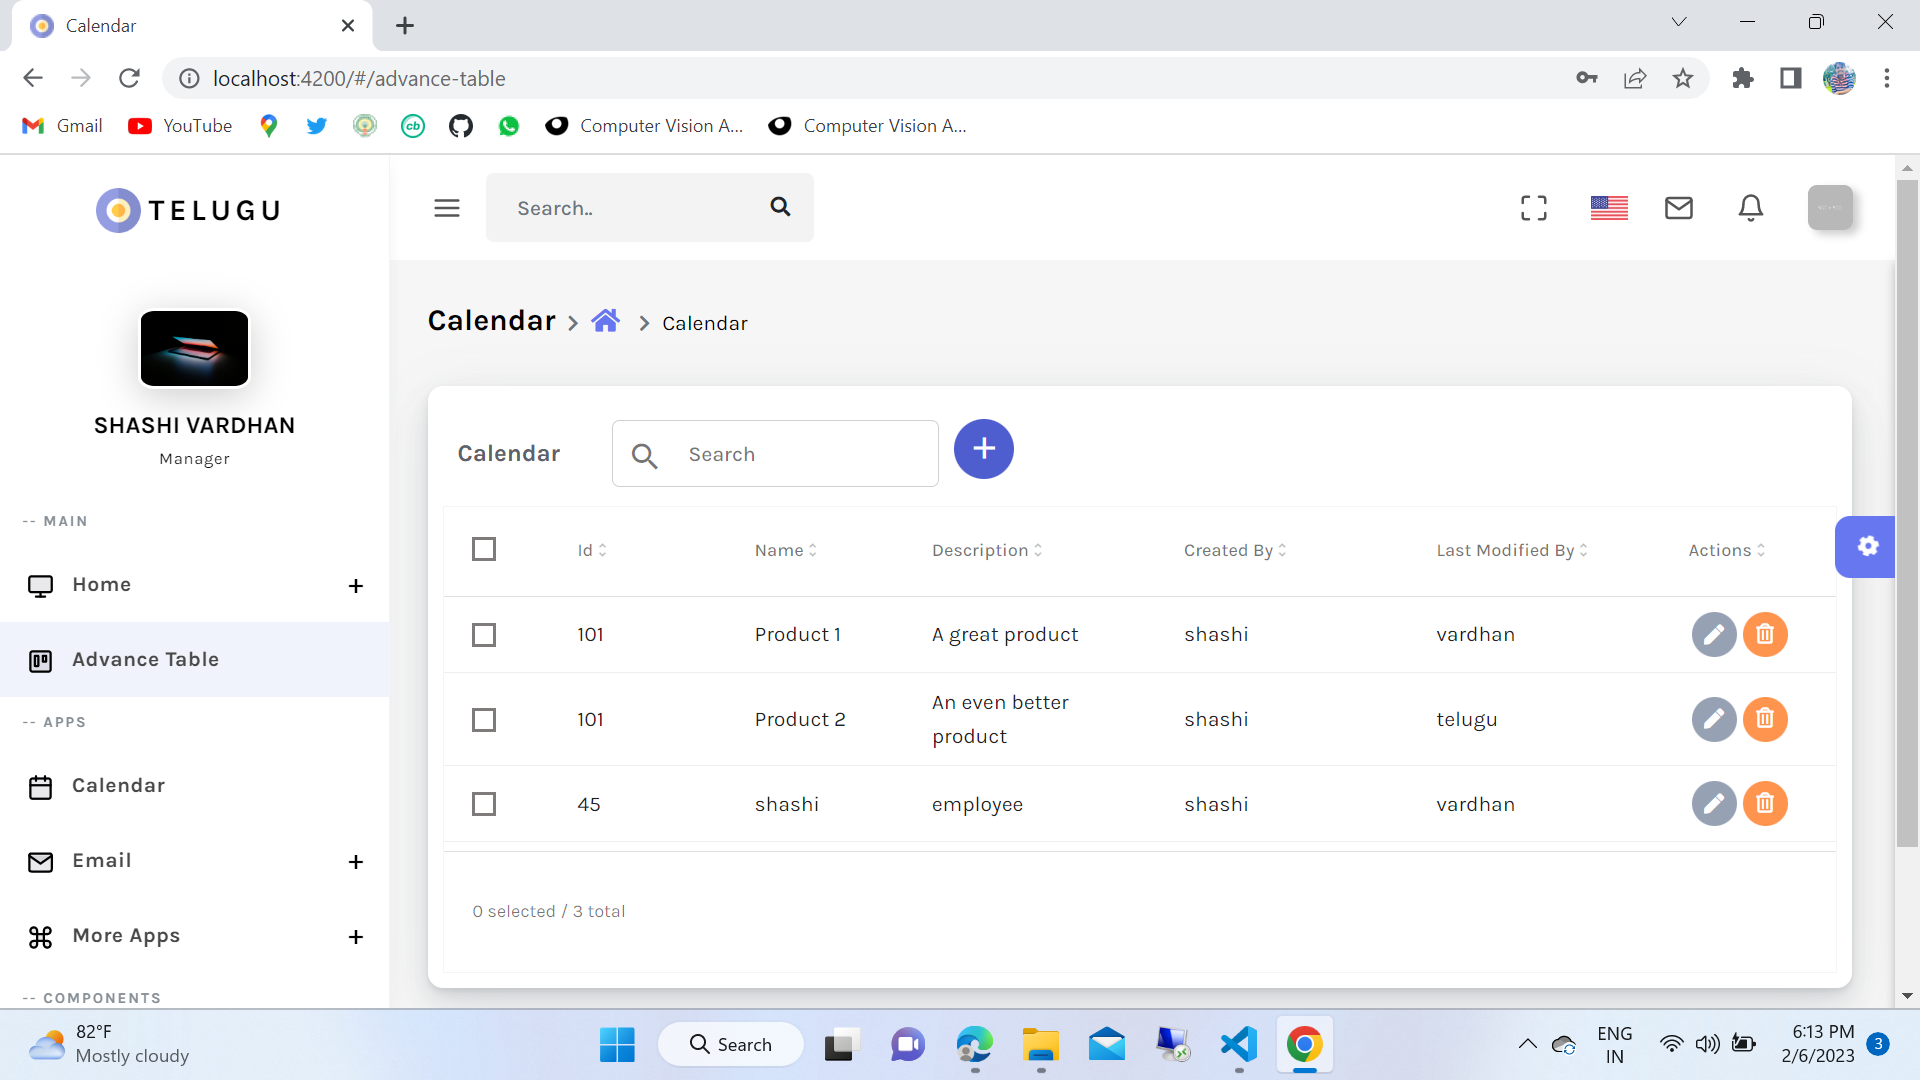 Calendar
localhost:4200/#/advance-table
Gmail
YouTube
cb
Computer Vision A...
Computer Vision A...
TELUGU
Search..
SHASHI VARDHAN
Manager
-- MAIN
Home
Advance Table
-- APPS
Calendar
Email
More Apps
-- COMPONENTS
Calendar > > Calendar
Calendar
Search
Id Name Description Created By Last Modified By Actions
101 Product 1 A great product shashi vardhan
101 Product 2 An even better product shashi telugu
45 shashi employee shashi vardhan
0 selected / 3 total
82°F
Mostly cloudy
Search
ENG
IN
6:13 PM
2/6/2023
3